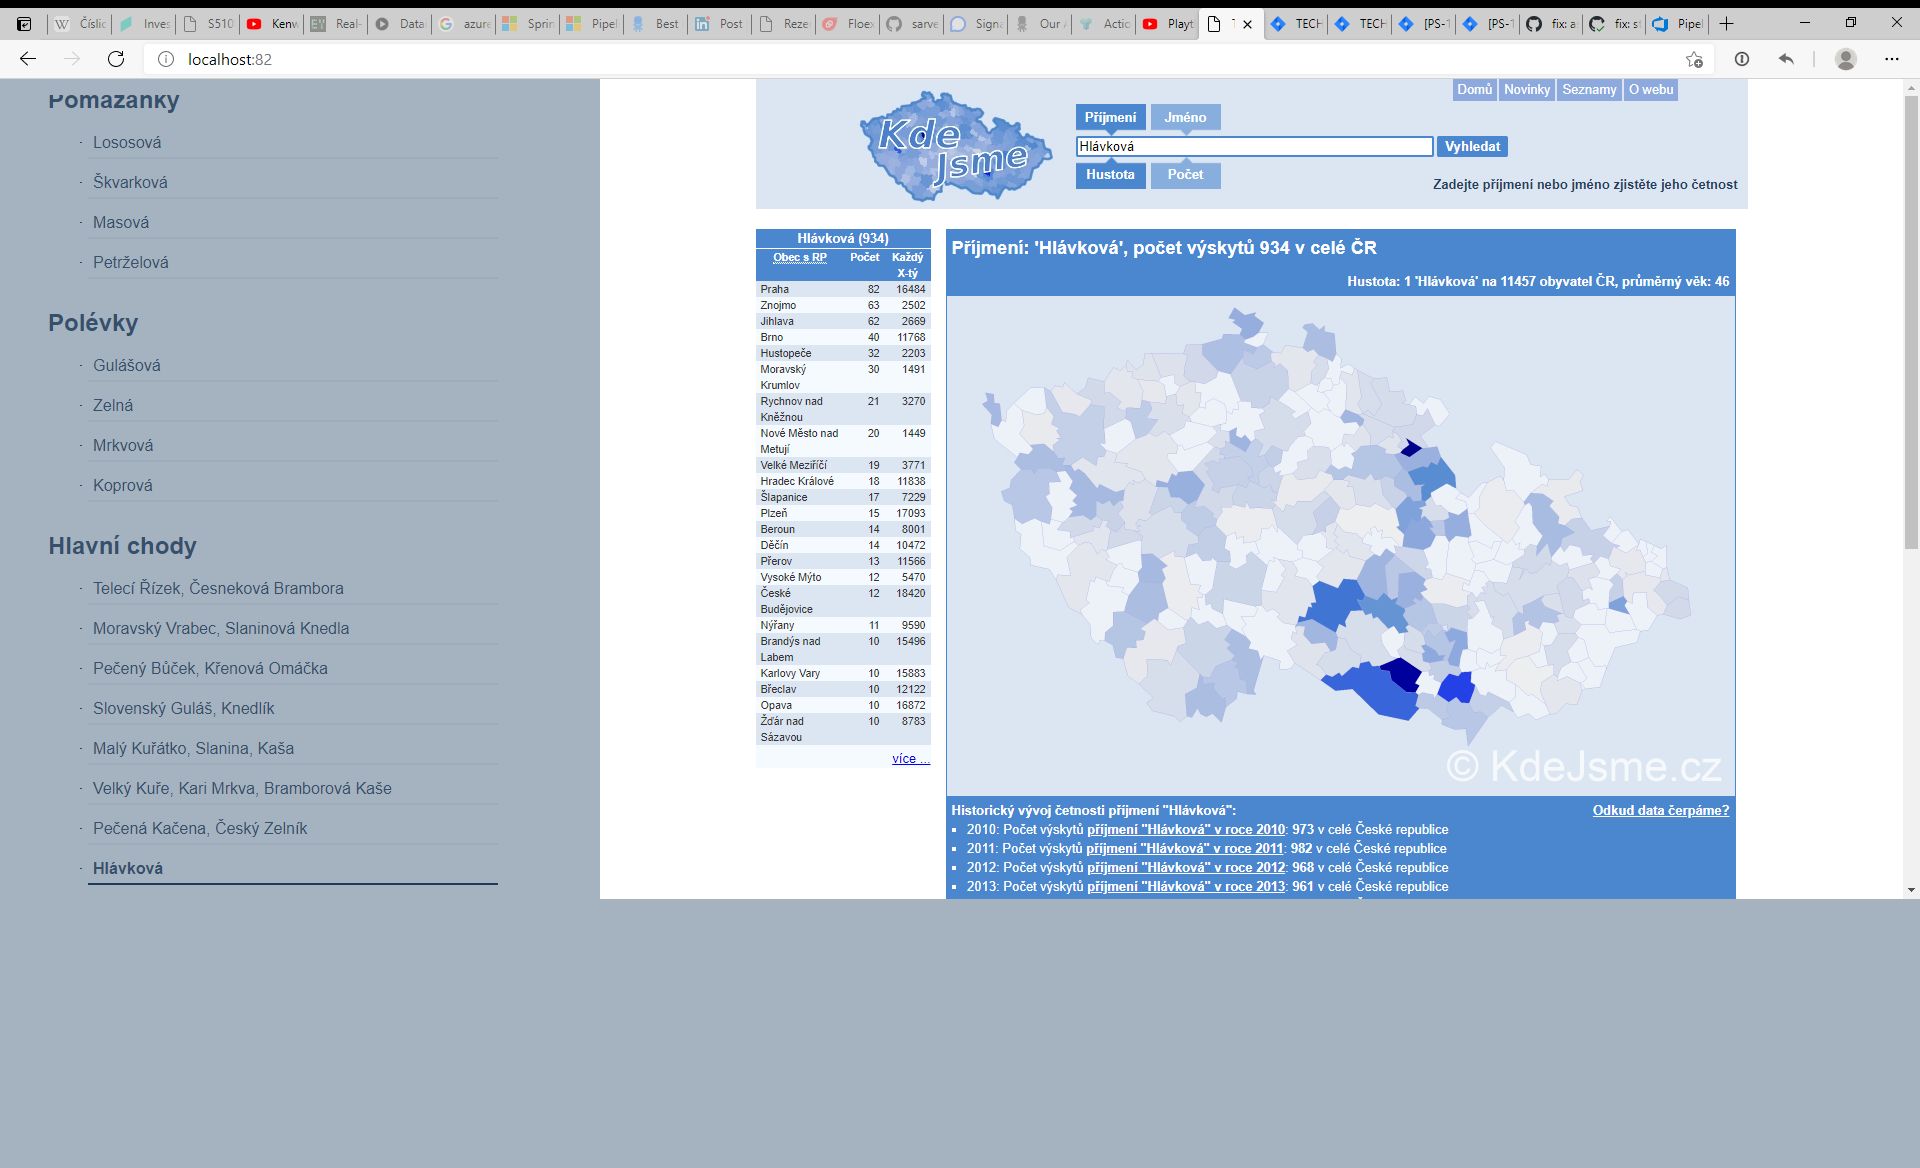 Číslic
Inves
S510
Kenw
Real-
Data
azure
Sprin
Pipel
Best
Post
Reze
Floex
sarve
Signa
Our A
Actio
Playt
TECH
TECH
[PS-1
[PS-1
fix: a
fix: st
Pipel
localhost:82
Pomazánky
· Lososová
· Škvarková
· Masová
· Petrželová
Polévky
· Gulášová
· Zelná
· Mrkvová
· Koprová
Hlavní chody
· Telecí Řízek, Česneková Brambora
· Moravský Vrabec, Slaninová Knedla
· Pečený Bůček, Křenová Omáčka
· Slovenský Guláš, Knedlík
· Malý Kuřátko, Slanina, Kaša
· Velký Kuře, Kari Mrkva, Bramborová Kaše
· Pečená Kačena, Český Zelník
· Hlávková
Domů Novinky Seznamy O webu
Kde
Jsme
Příjmení Jméno
Hlávková Vyhledat
Hustota Počet
Zadejte příjmení nebo jméno zjistěte jeho četnost
Hlávková (934)
Obec s RP Počet Každý
X-tý
Praha 82 16484
Znojmo 63 2502
Jihlava 62 2669
Brno 40 11768
Hustopeče 32 2203
Moravský 30 1491
Krumlov
Rychnov nad 21 3270
Kněžnou
Nové Město nad 20 1449
Metují
Velké Meziříčí 19 3771
Hradec Králové 18 11838
Šlapanice 17 7229
Plzeň 15 17093
Beroun 14 8001
Děčín 14 10472
Přerov 13 11566
Vysoké Mýto 12 5470
České 12 18420
Budějovice
Nýřany 11 9590
Brandýs nad 10 15496
Labem
Karlovy Vary 10 15883
Břeclav 10 12122
Opava 10 16872
Žďár nad 10 8783
Sázavou
více ...
Příjmení: 'Hlávková', počet výskytů 934 v celé ČR
Hustota: 1 'Hlávková' na 11457 obyvatel ČR, průměrný věk: 46
© KdeJsme.cz
Historický vývoj četnosti příjmení "Hlávková": Odkud data čerpáme?
2010: Počet výskytů příjmení "Hlávková" v roce 2010: 973 v celé České republice
2011: Počet výskytů příjmení "Hlávková" v roce 2011: 982 v celé České republice
2012: Počet výskytů příjmení "Hlávková" v roce 2012: 968 v celé České republice
2013: Počet výskytů příjmení "Hlávková" v roce 2013: 961 v celé České republice